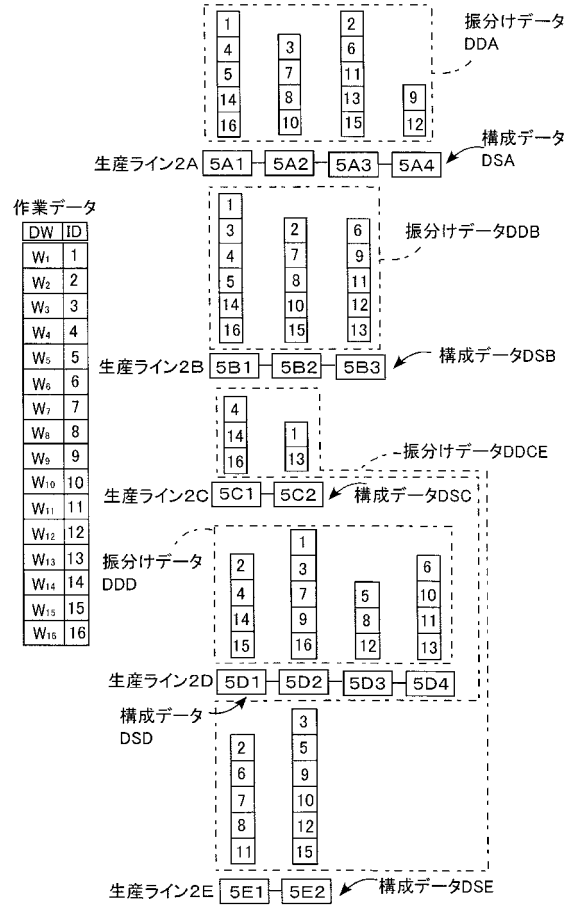 1 2
4 3 6
5 7 11
14 8 13 9
16 10 15 12
振分けデータ
DDA
構成データ
DSA
生産ライン2A 5A1 5A2 5A3 5A4
作業データ
DW ID
W₁ 1
W₂ 2
W₃ 3
W₄ 4
W₅ 5
W₆ 6
W₇ 7
W₈ 8
W₉ 9
W₁₀ 10
W₁₁ 11
W₁₂ 12
W₁₃ 13
W₁₄ 14
W₁₅ 15
W₁₆ 16
1
3 2 6
4 7 9
5 8 11
14 10 12
16 15 13
振分けデータDDB
生産ライン2B 5B1 5B2 5B3
構成データDSB
4
14 1
16 13
振分けデータDDCE
生産ライン2C 5C1 5C2
構成データDSC
振分けデータ
DDD
1
2 3 6
4 7 5 10
14 9 8 11
15 16 12 13
生産ライン2D 5D1 5D2 5D3 5D4
構成データ
DSD
3
2 5
6 9
7 10
8 12
11 15
生産ライン2E 5E1 5E2
構成データDSE